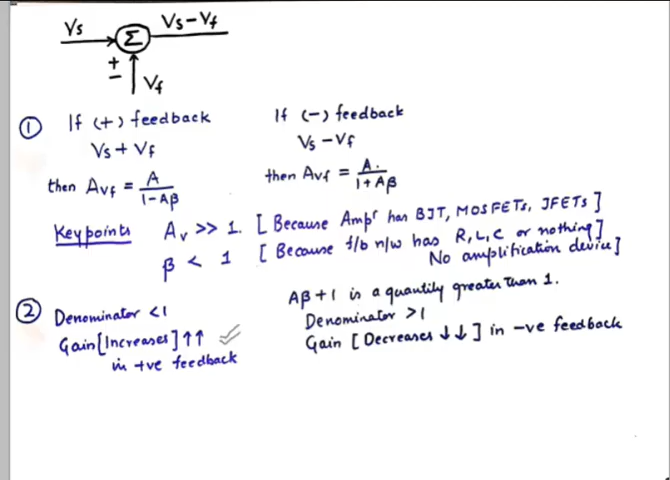 Vs Σ Vs-Vf
+
- Vf
① If (+) feedback
Vs + Vf
then Avf = A / 1-Aβ
If (-) feedback
Vs - Vf
then Avf = A. / 1+Aβ
Key points Av >> 1. [Because Ampr has BJT, MOSFETs, JFETs]
β < 1 [Because f/b n/w has R, L, C or nothing]
No amplification device]
② Denominator <1
Gain [Increases] ↑↑
in +ve feedback
Aβ+1 is a quantity greater than 1.
Denominator >1
Gain [Decreases ↓↓] in -ve feedback